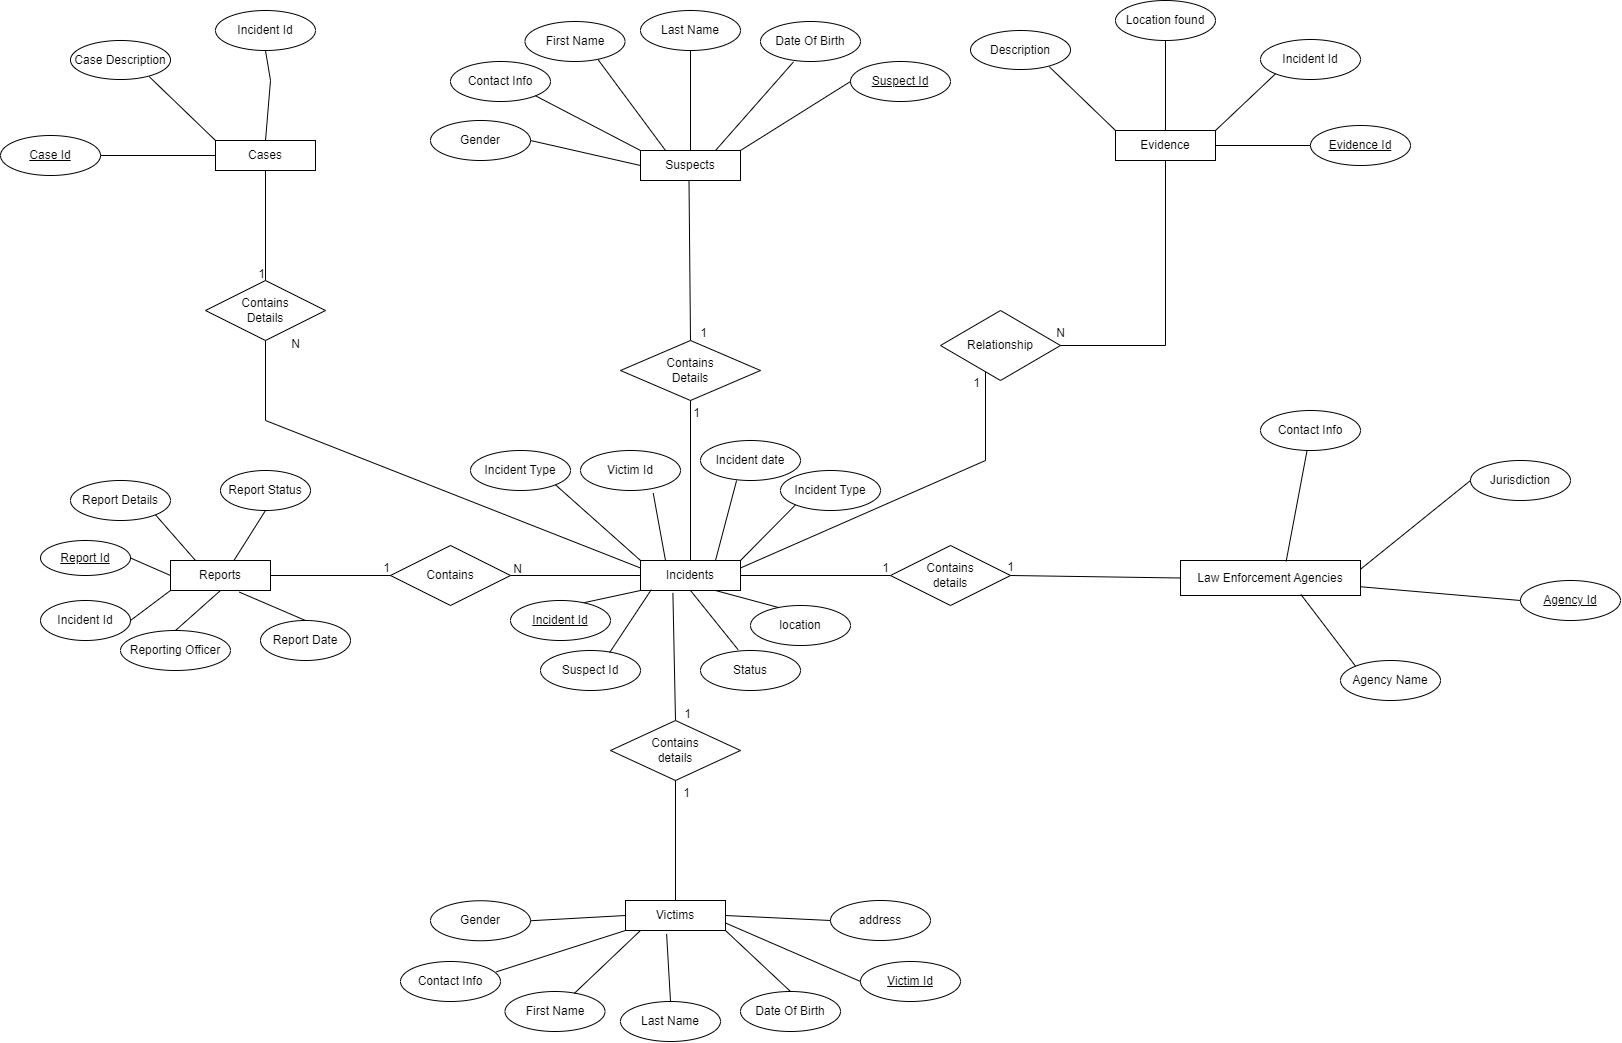 Location found
Incident Id
Last Name
First Name
Date Of Birth
Description
Case Description
Incident Id
Contact Info
Suspect Id
Gender
Evidence Id
Case Id
Cases
Suspects
Evidence
1
Contains
Details
N
1
Contains
Details
1
Relationship
N
1
Contact Info
Jurisdiction
Incident Type
Victim Id
Incident date
Incident Type
Report Details
Report Status
Report Id
Reports
1
Contains
N
Incidents
1
Contains
details
1
Law Enforcement Agencies
Agency Id
Incident Id
Reporting Officer
Report Date
Incident Id
location
Suspect Id
Status
Agency Name
1
Contains
details
1
Victims
Gender
address
Contact Info
Victim Id
First Name
Last Name
Date Of Birth